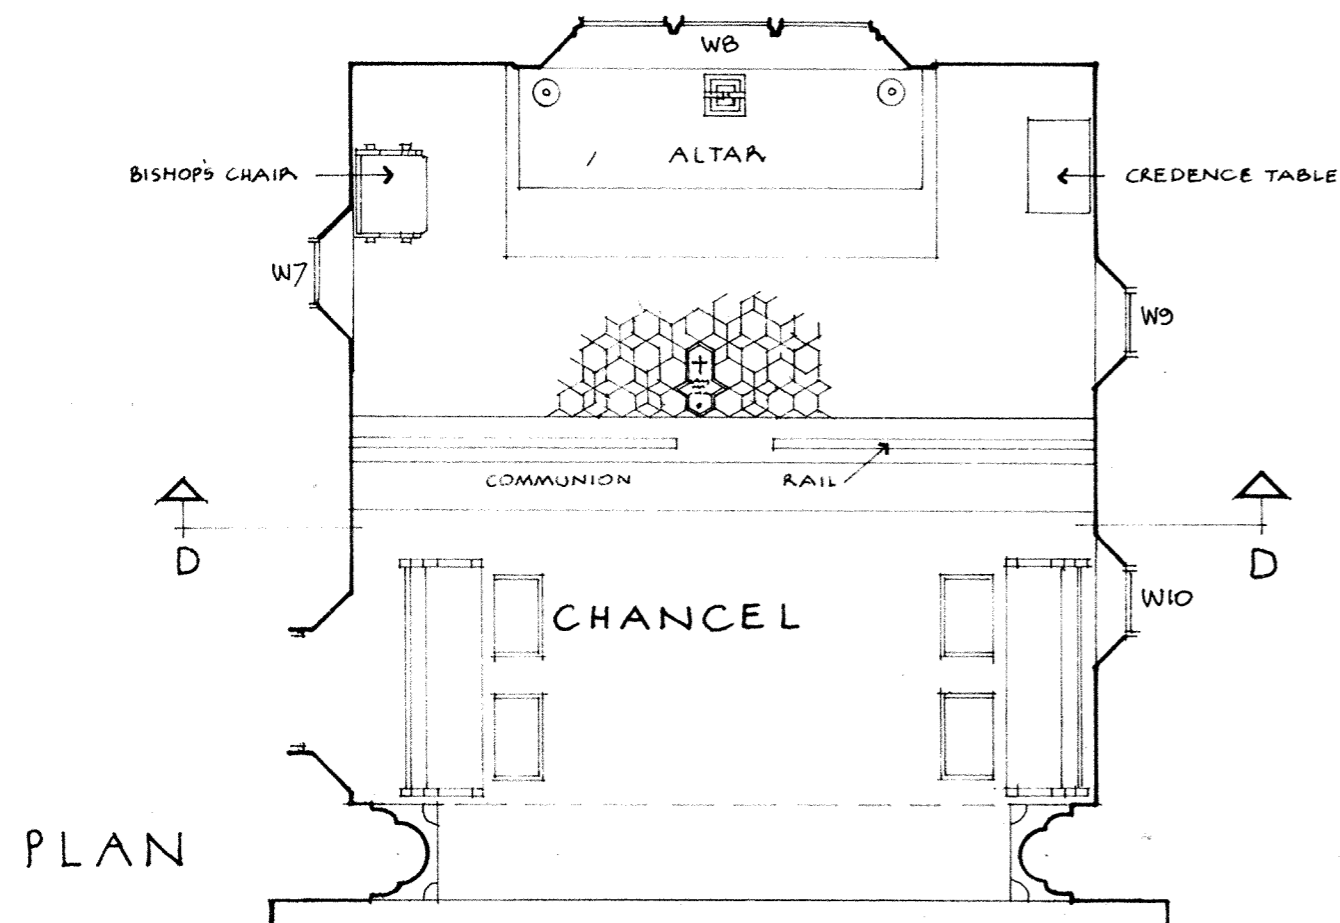 W8
ALTAR
BISHOP'S CHAIR
CREDENCE TABLE
W7
W9
COMMUNION RAIL
D
D
CHANCEL
W10
PLAN